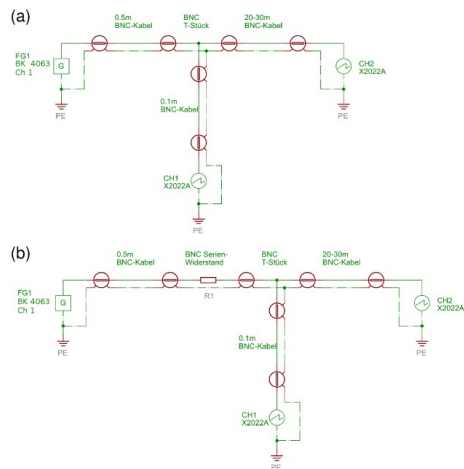 (a)
0.5m
BNC-Kabel
BNC
T-Stück
20-30m
BNC-Kabel
FG1
BK 4063
Ch 1
G
PE
0.1m
BNC-Kabel
CH1
X2022A
PE
CH2
X2022A
PE
(b)
0.5m
BNC-Kabel
BNC Serien-
Widerstand
R1
BNC
T-Stück
20-30m
BNC-Kabel
FG1
BK 4063
Ch 1
G
PE
0.1m
BNC-Kabel
CH1
X2022A
PE
CH2
X2022A
PE